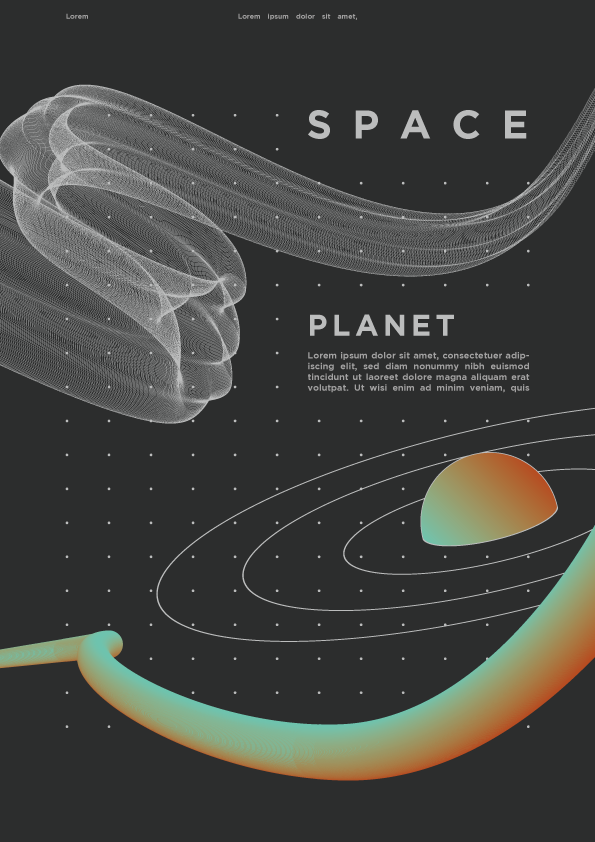 Lorem
Lorem ipsum dolor sit amet,
SPACE
PLANET
Lorem ipsum dolor sit amet, consectetuer adip-
iscing elit, sed diam nonummy nibh euismod
tincidunt ut laoreet dolore magna aliquam erat
volutpat. Ut wisi enim ad minim veniam, quis